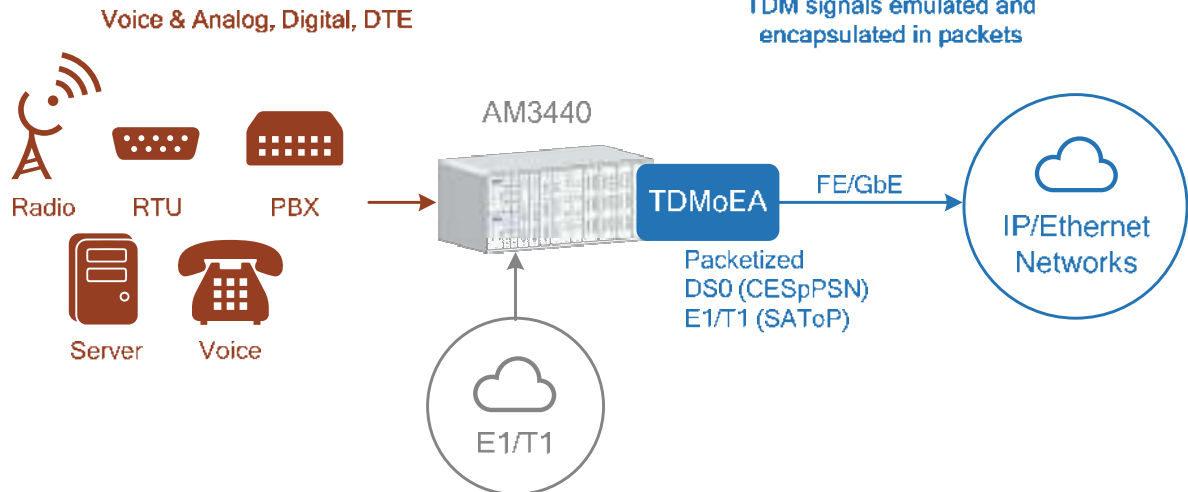 Voice & Analog, Digital, DTE
TDM signals emulated and
encapsulated in packets
AM3440
Radio
RTU
PBX
TDMoEA
FE/GbE
IP/Ethernet
Networks
Packetized
DS0 (CESpPSN)
E1/T1 (SAToP)
Server
Voice
E1/T1